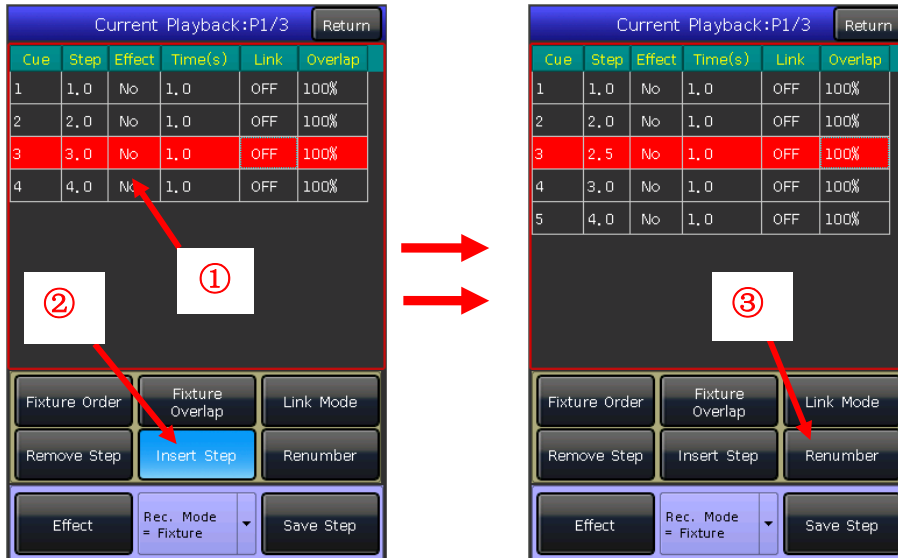 Current Playback:P1/3 Return
Cue Step Effect Time(s) Link Overlap
1 1.0 No 1.0 OFF 100%
2 2.0 No 1.0 OFF 100%
3 3.0 No 1.0 OFF 100%
4 4.0 No 1.0 OFF 100%
①
②
Fixture Order Fixture Overlap Link Mode
Remove Step Insert Step Renumber
Effect Rec. Mode = Fixture Save Step
Current Playback:P1/3 Return
Cue Step Effect Time(s) Link Overlap
1 1.0 No 1.0 OFF 100%
2 2.0 No 1.0 OFF 100%
3 2.5 No 1.0 OFF 100%
4 3.0 No 1.0 OFF 100%
5 4.0 No 1.0 OFF 100%
③
Fixture Order Fixture Overlap Link Mode
Remove Step Insert Step Renumber
Effect Rec. Mode = Fixture Save Step